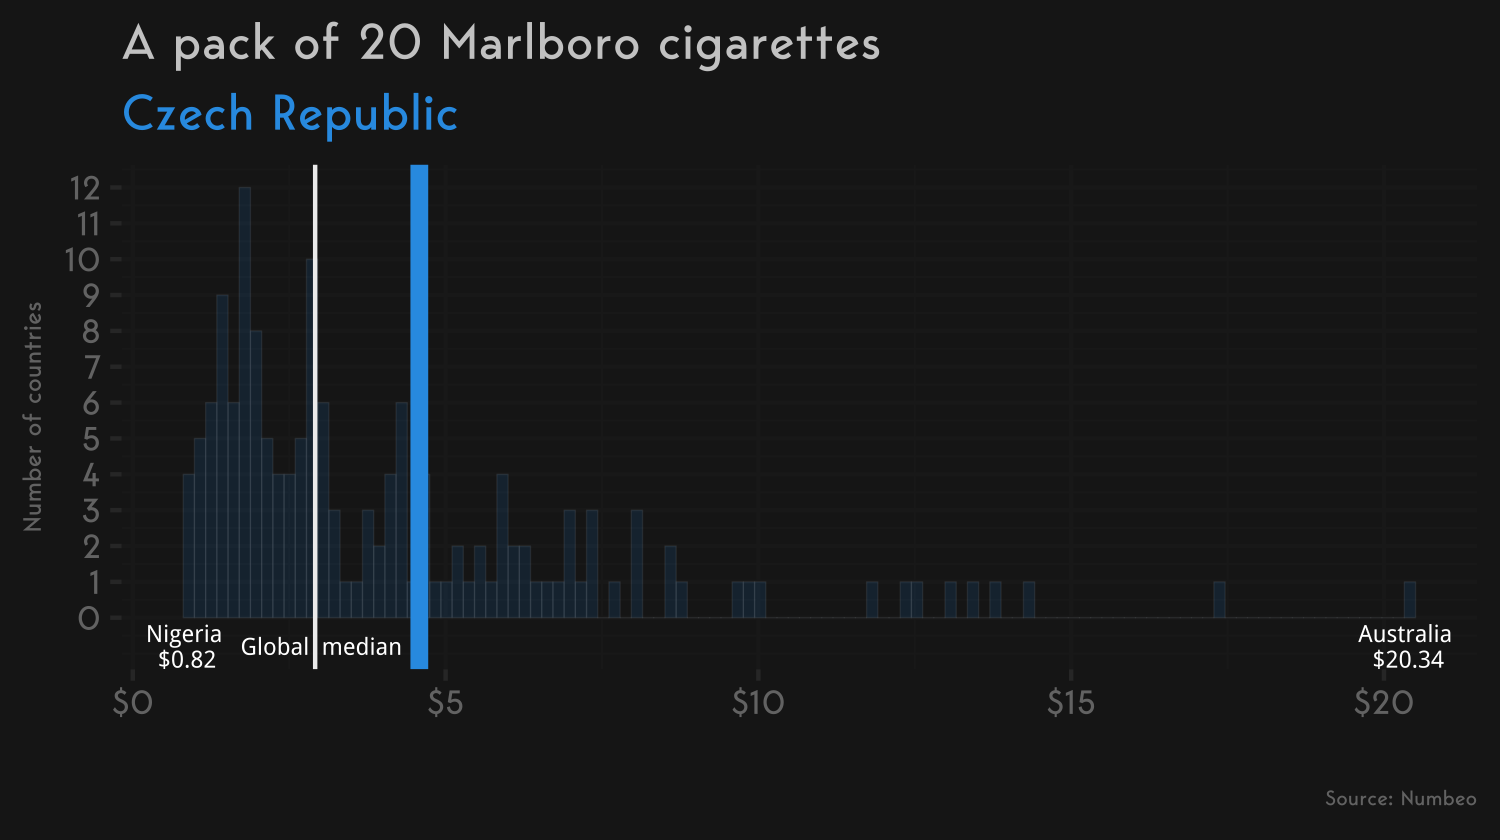 A pack of 20 Marlboro cigarettes
Czech Republic
Number of countries
12
11
10
9
8
7
6
5
4
3
2
1
0
Nigeria
$0.82
Global median
Australia
$20.34
$0 $5 $10 $15 $20
Source: Numbeo